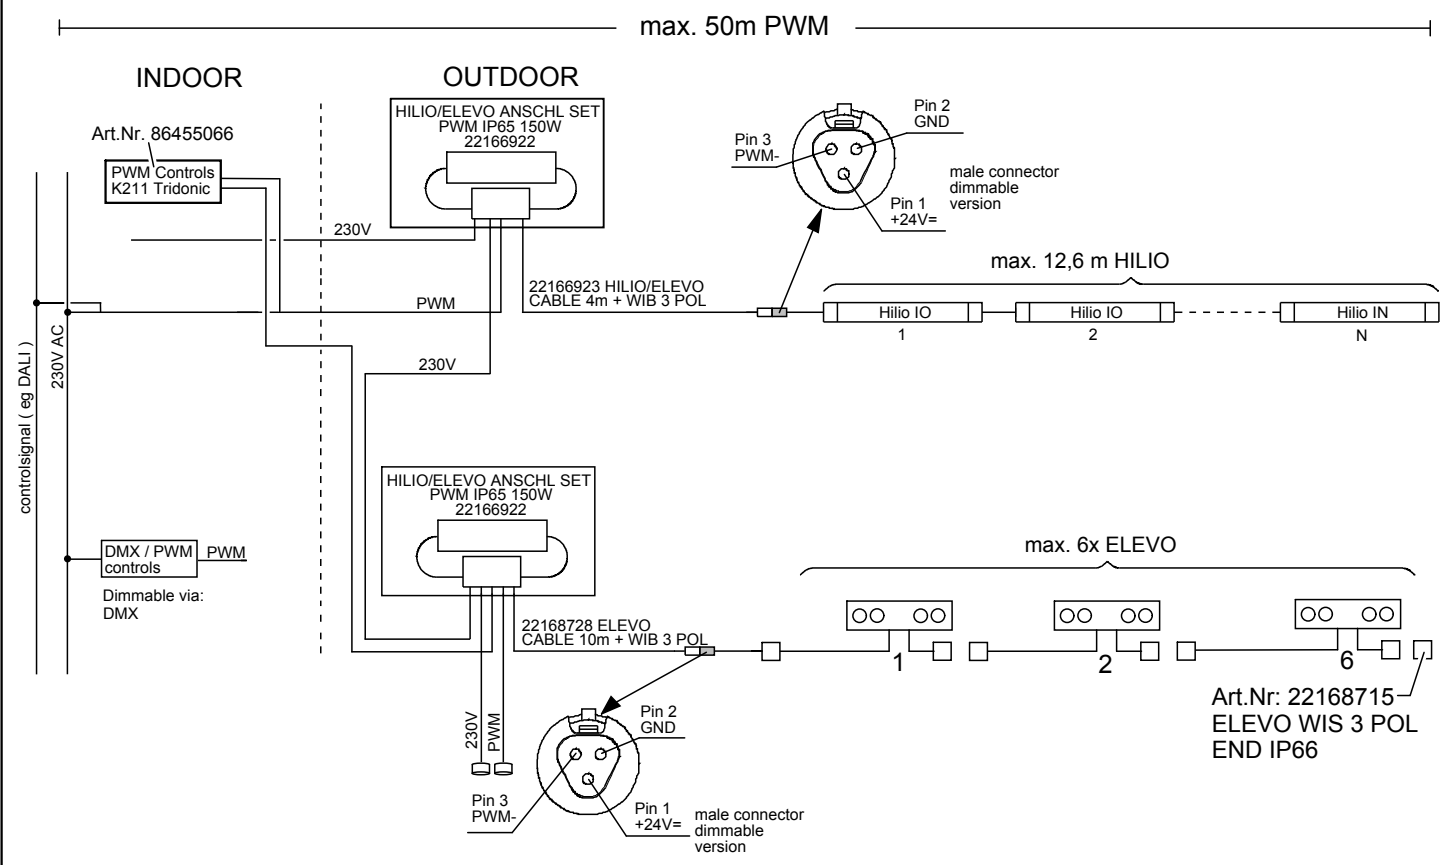 max. 50m PWM
INDOOR
OUTDOOR
Art.Nr. 86455066
PWM Controls
K211 Tridonic
HILIO/ELEVO ANSCHL SET
PWM IP65 150W
22166922
Pin 2
GND
Pin 3
PWM-
male connector
dimmable
version
Pin 1
+24V=
230V
max. 12,6 m HILIO
22166923 HILIO/ELEVO
CABLE 4m + WIB 3 POL
PWM
Hilio IO
Hilio IO
Hilio IN
1
2
N
230V
controlsignal ( eg DALI )
230V AC
HILIO/ELEVO ANSCHL SET
PWM IP65 150W
22166922
DMX / PWM
controls
PWM
Dimmable via:
DMX
max. 6x ELEVO
22168728 ELEVO
CABLE 10m + WIB 3 POL
1
2
6
Art.Nr: 22168715
ELEVO WIS 3 POL
END IP66
230V
PWM
Pin 2
GND
Pin 3
PWM-
Pin 1
+24V=
male connector
dimmable
version